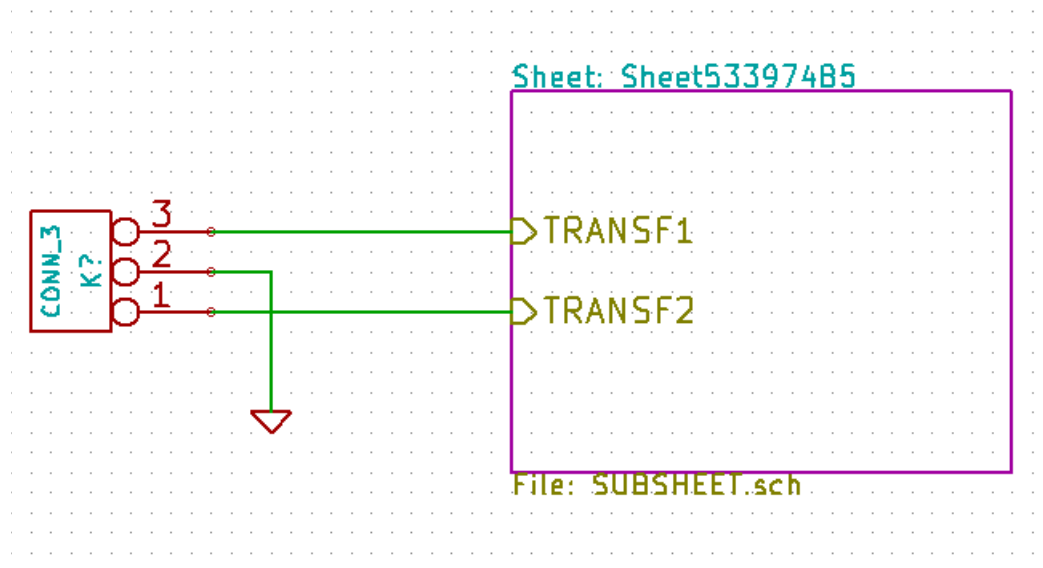 Sheet: Sheet533974B5
3
CONN_3
K?
2
1
TRANSF1
TRANSF2
File: SUBSHEET.sch